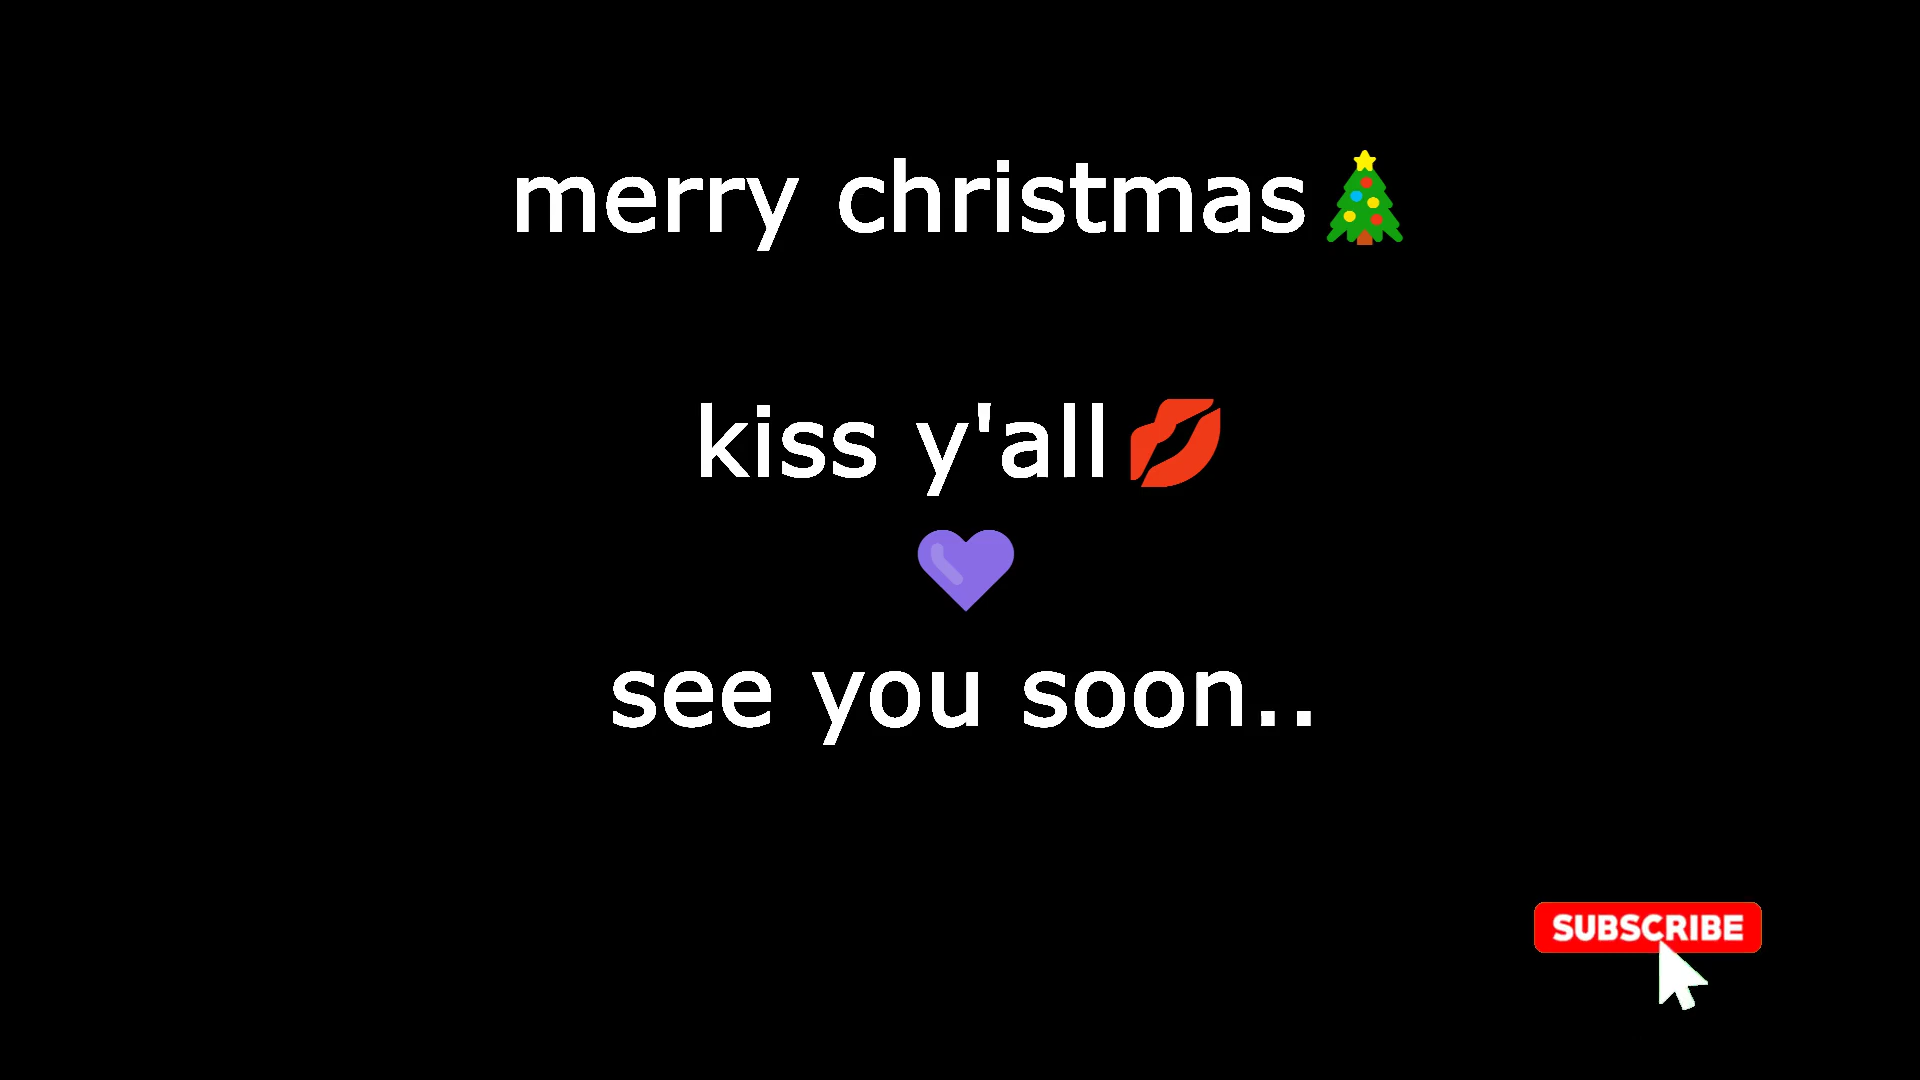 merry christmas🎄
kiss y'all💋
💜
see you soon..
SUBSCRIBE